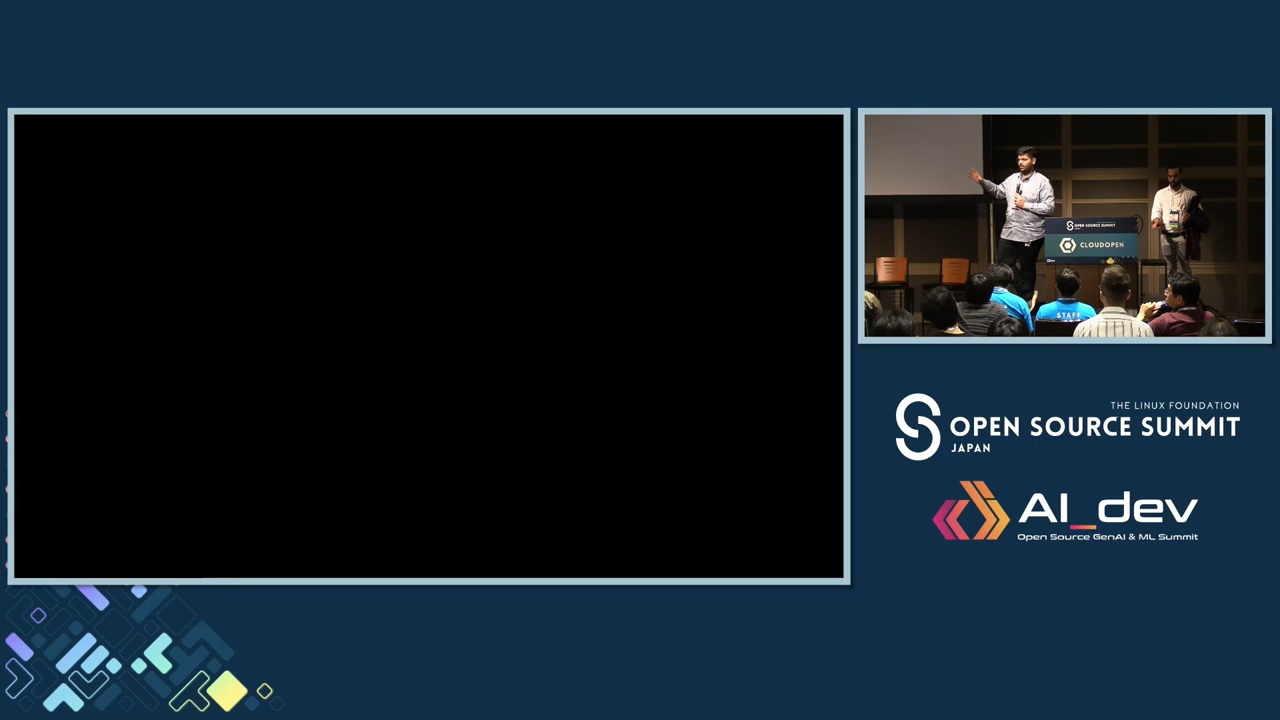 OPEN SOURCE SUMMIT
CLOUDOPEN
STAFF
THE LINUX FOUNDATION
OPEN SOURCE SUMMIT
JAPAN
AI_dev
Open Source GenAI & ML Summit